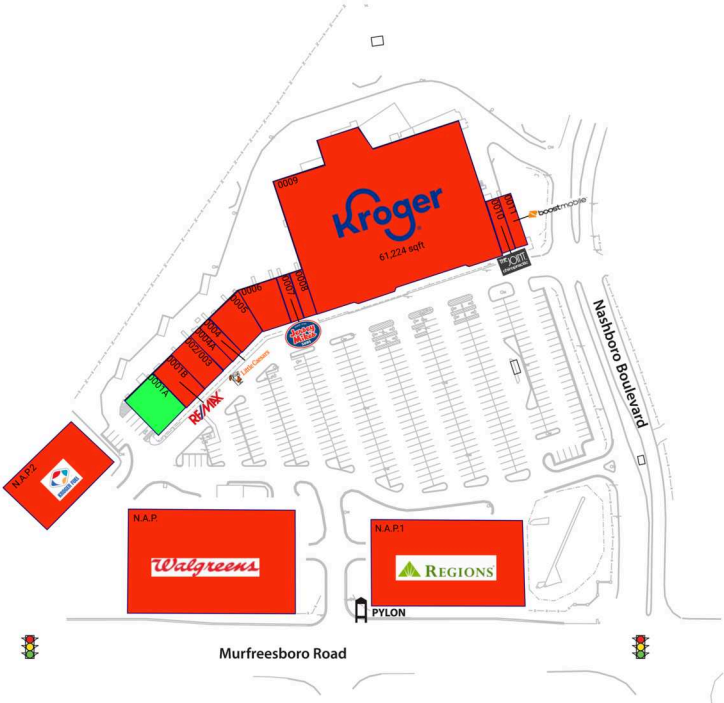 0009
Kroger
61,224 sqft
0010
0011
boostmobile
THE JOINT
chiropractic
0008
0007
0006
0005
0004
004A
002/003
001B
001A
Jersey
Mike's
Little Caesars
RE/MAX
Nashboro Boulevard
N.A.P.2
N.A.P.
Walgreens
N.A.P.1
REGIONS
PYLON
Murfreesboro Road